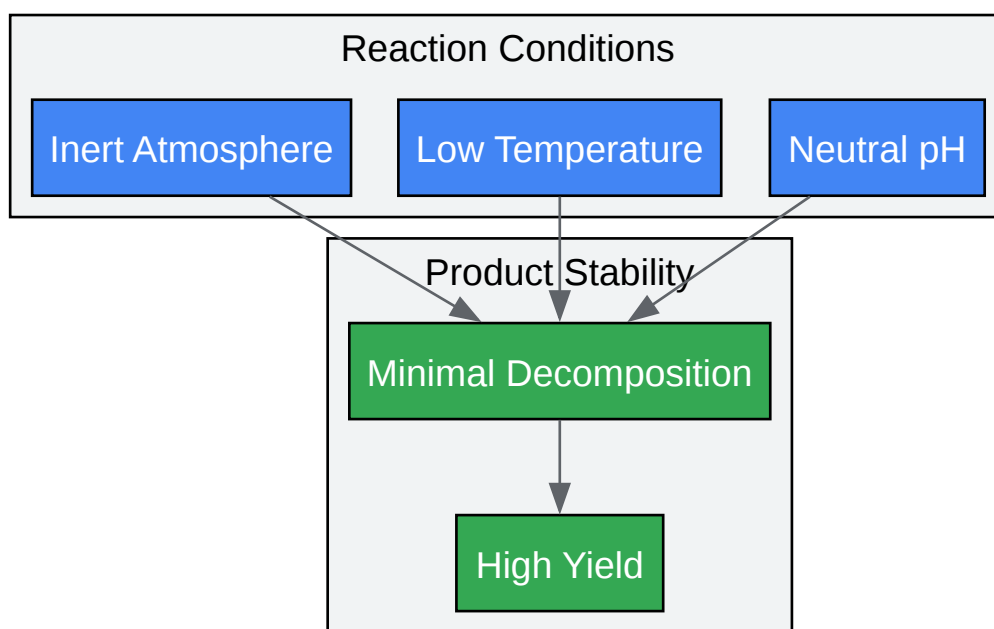 Reaction Conditions
Inert Atmosphere
Low Temperature
Neutral pH
Product Stability
Minimal Decomposition
High Yield